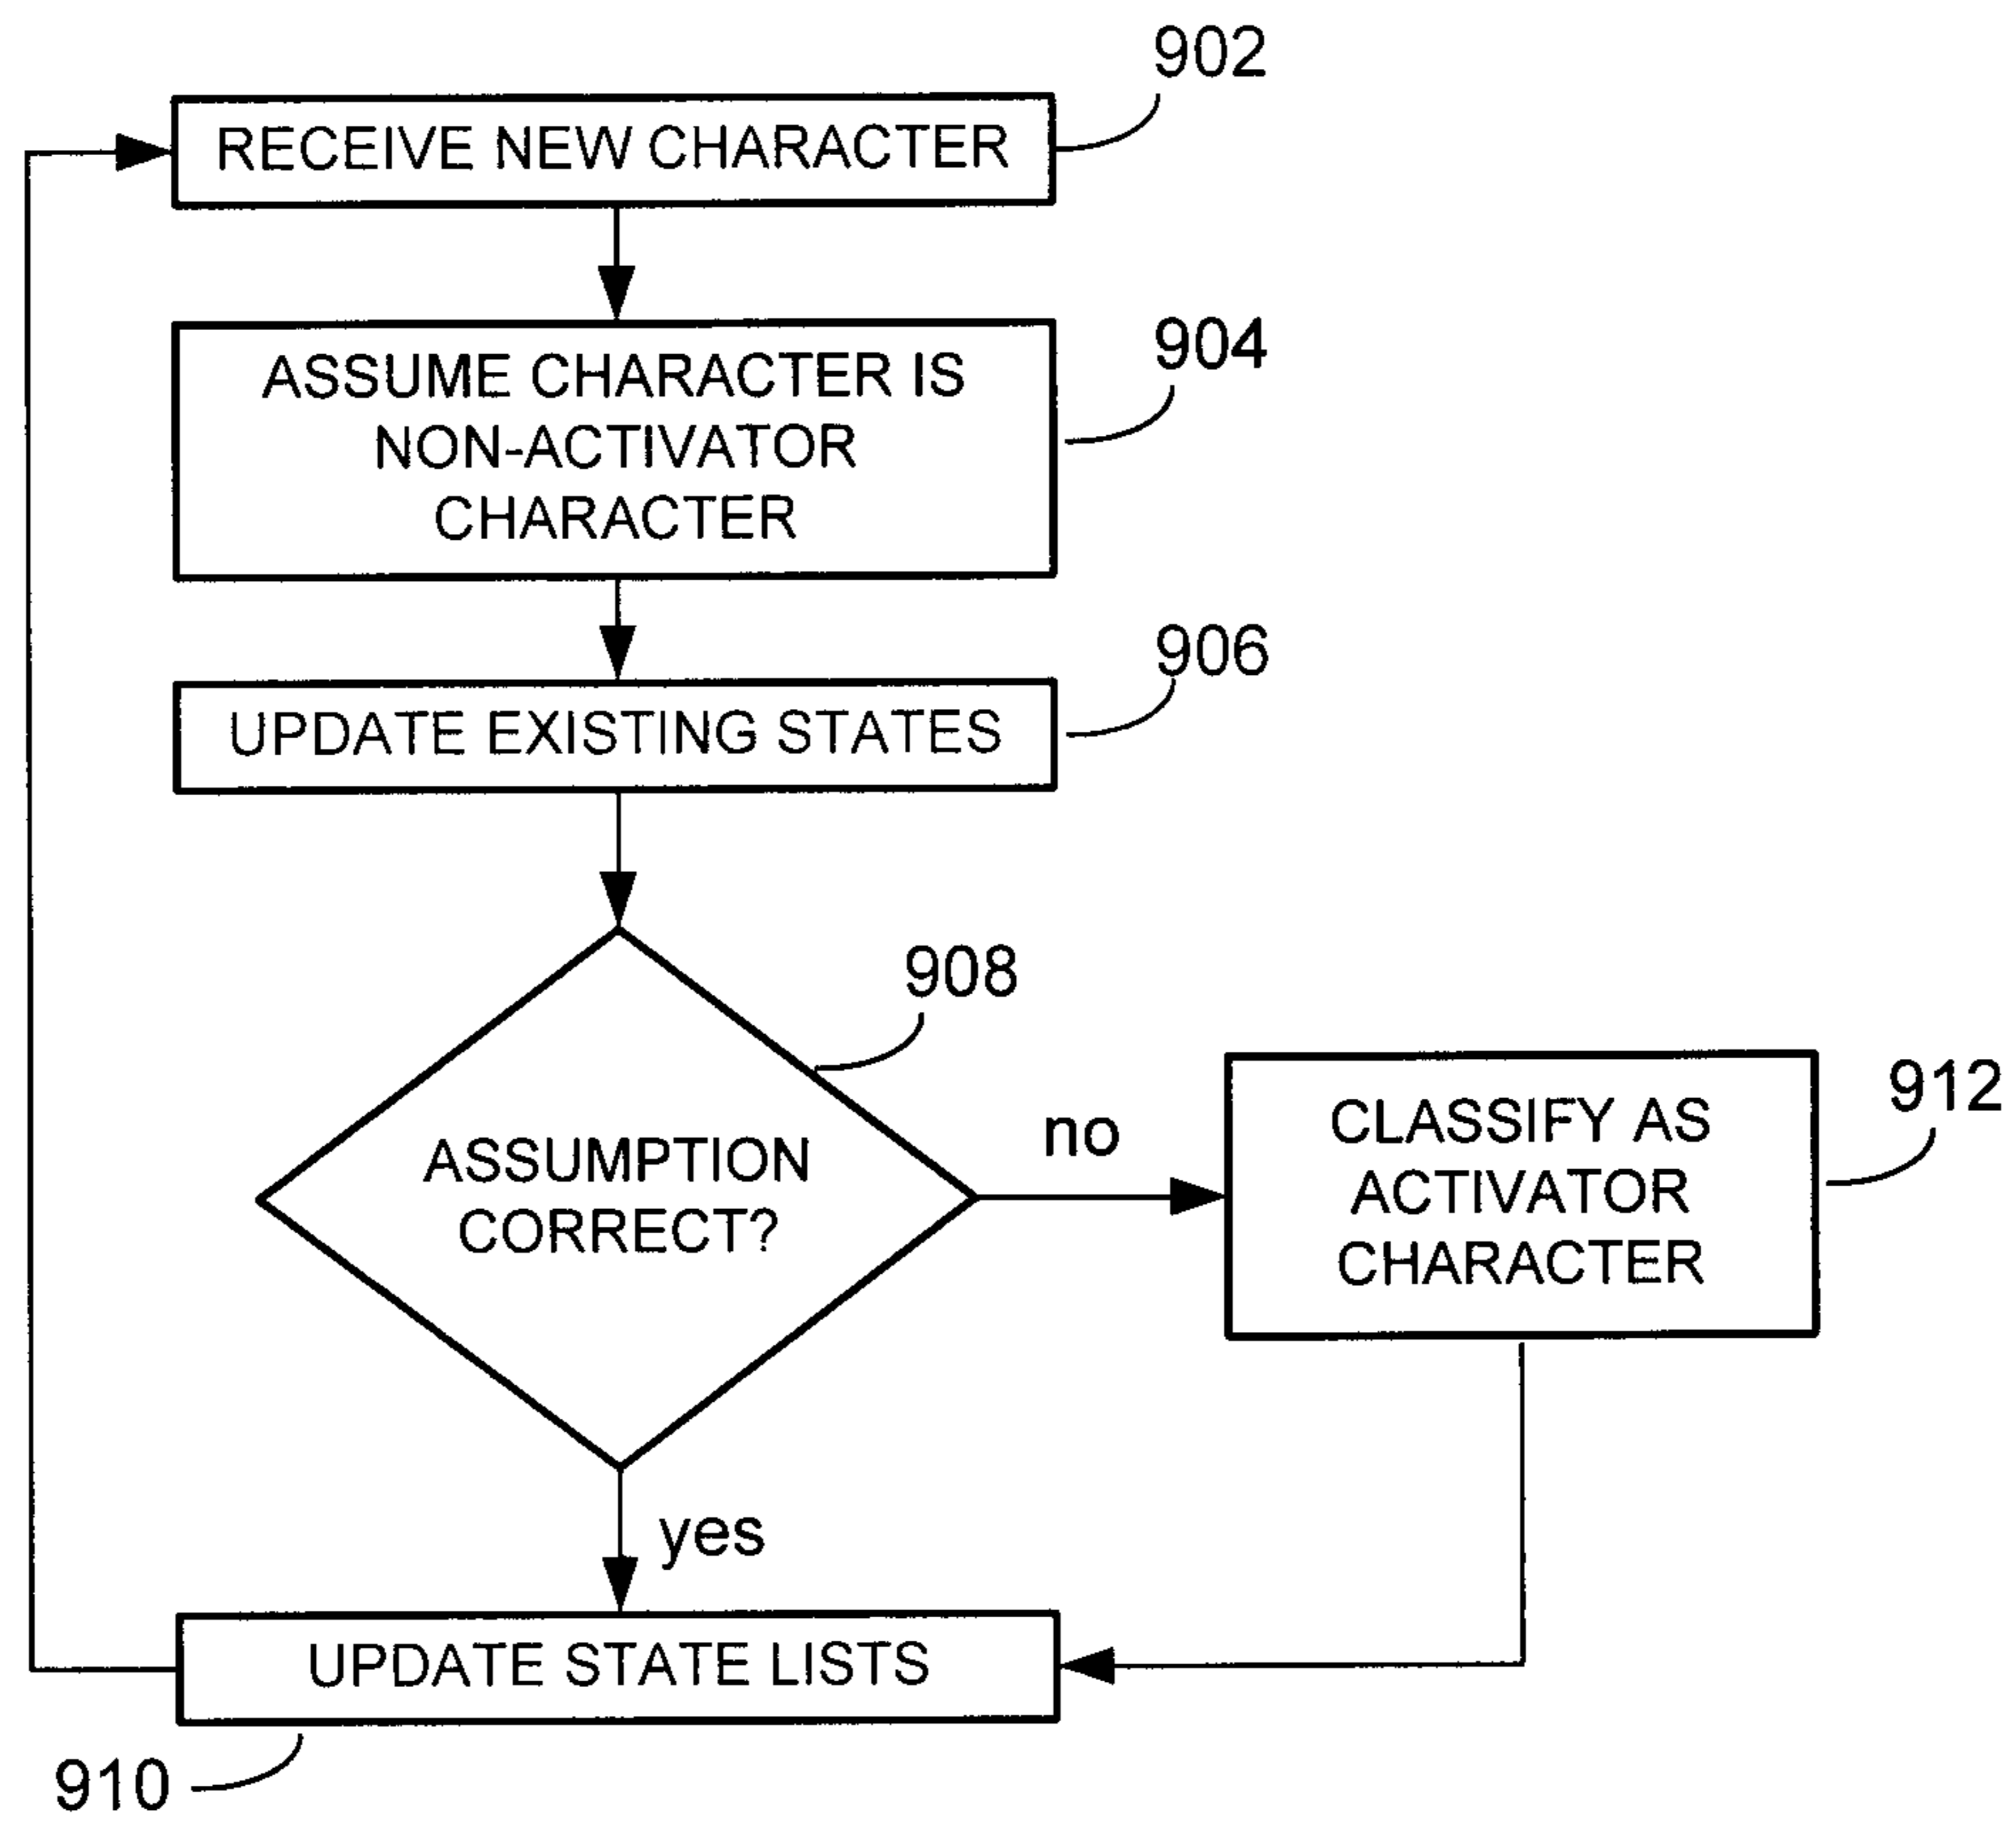 902
RECEIVE NEW CHARACTER
904
ASSUME CHARACTER IS
NON-ACTIVATOR
CHARACTER
906
UPDATE EXISTING STATES
908
ASSUMPTION
CORRECT?
no
912
CLASSIFY AS
ACTIVATOR
CHARACTER
yes
UPDATE STATE LISTS
910